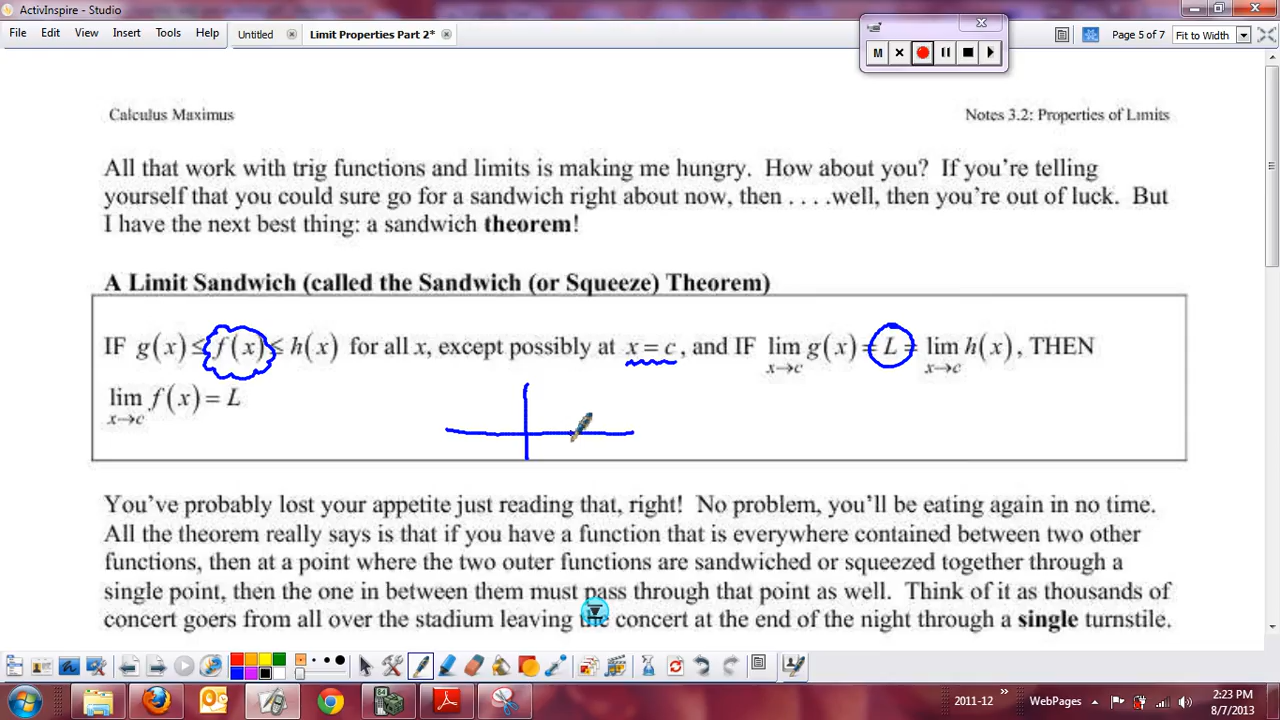 ActivInspire - Studio
File Edit View Insert Tools Help Untitled Limit Properties Part 2* Page 5 of 7 Fit to Width
M
Calculus Maximus Notes 3.2: Properties of Limits
All that work with trig functions and limits is making me hungry. How about you? If you're telling
yourself that you could sure go for a sandwich right about now, then . . . .well, then you're out of luck. But
I have the next best thing: a sandwich theorem!
A Limit Sandwich (called the Sandwich (or Squeeze) Theorem)
IF g(x) ≤ f(x) ≤ h(x) for all x, except possibly at x = c, and IF lim x→c g(x) = L = lim x→c h(x), THEN
lim x→c f(x) = L
You've probably lost your appetite just reading that, right! No problem, you'll be eating again in no time.
All the theorem really says is that if you have a function that is everywhere contained between two other
functions, then at a point where the two outer functions are sandwiched or squeezed together through a
single point, then the one in between them must pass through that point as well. Think of it as thousands of
concert goers from all over the stadium leaving the concert at the end of the night through a single turnstile.
2011-12 WebPages 2:23 PM
8/7/2013